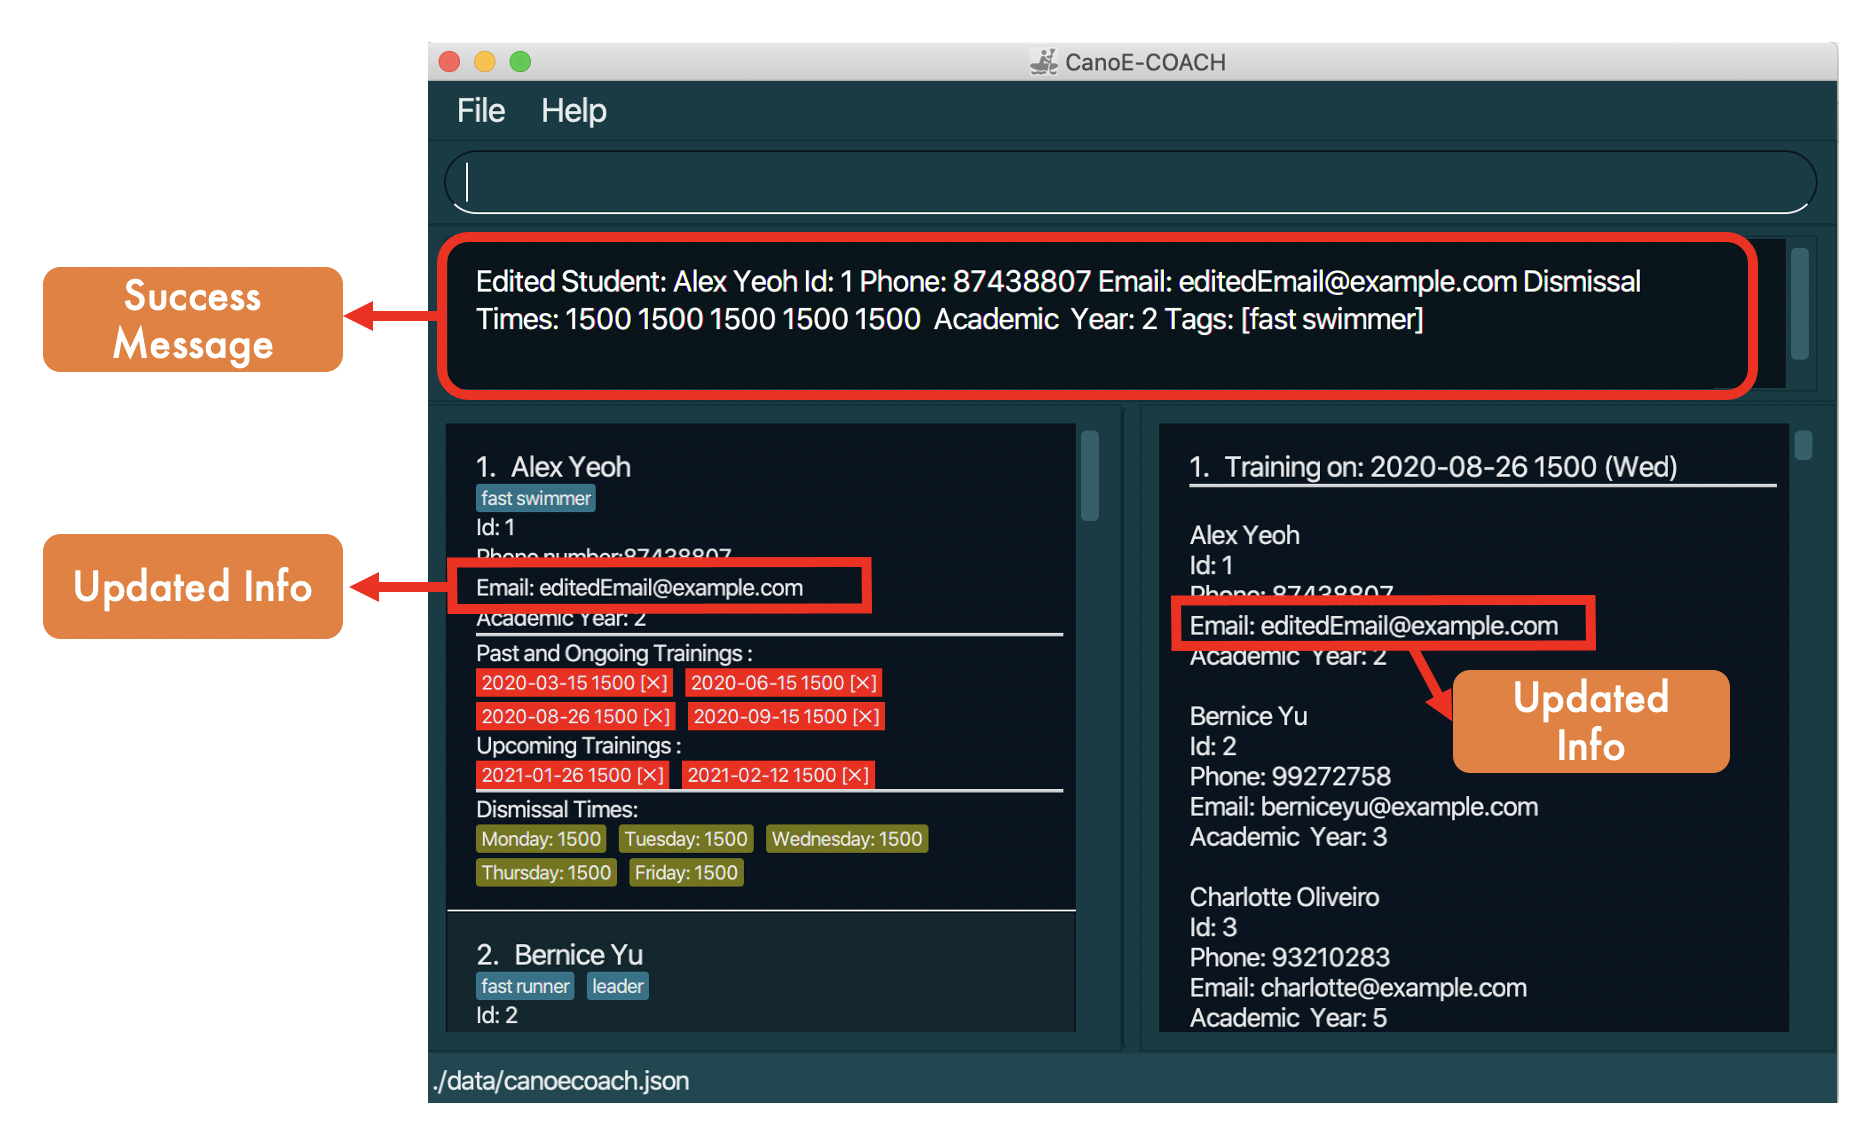 CanoE-COACH
File Help
Edited Student: Alex Yeoh Id: 1 Phone: 87438807 Email: editedEmail@example.com Dismissal
Times: 1500 1500 1500 1500 1500 Academic Year: 2 Tags: [fast swimmer]
Success
Message
1. Alex Yeoh
fast swimmer
Id: 1
Phone number:87438807
Email: editedEmail@example.com
Updated Info
Academic Year: 2
Past and Ongoing Trainings :
2020-03-15 1500 [✕] 2020-06-15 1500 [✕]
2020-08-26 1500 [✕] 2020-09-15 1500 [✕]
Upcoming Trainings :
2021-01-26 1500 [✕] 2021-02-12 1500 [✕]
Dismissal Times:
Monday: 1500 Tuesday: 1500 Wednesday: 1500
Thursday: 1500 Friday: 1500
2. Bernice Yu
fast runner leader
Id: 2
1. Training on: 2020-08-26 1500 (Wed)
Alex Yeoh
Id: 1
Phone: 87438807
Email: editedEmail@example.com
Academic Year: 2
Updated
Info
Bernice Yu
Id: 2
Phone: 99272758
Email: berniceyu@example.com
Academic Year: 3
Charlotte Oliveiro
Id: 3
Phone: 93210283
Email: charlotte@example.com
Academic Year: 5
./data/canoecoach.json